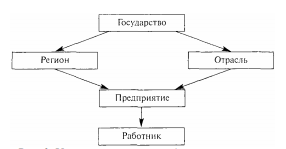 Государство
Регион
Отрасль
Предприятие
Работник